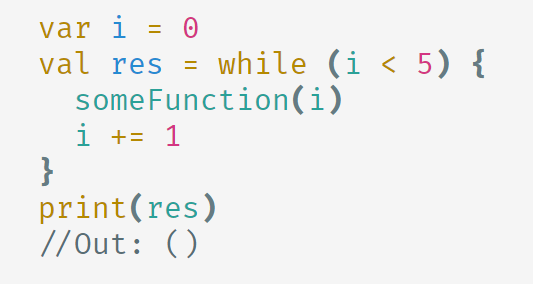 var i = 0
val res = while (i < 5) {
  someFunction(i)
  i += 1
}
print(res)
//Out: ()